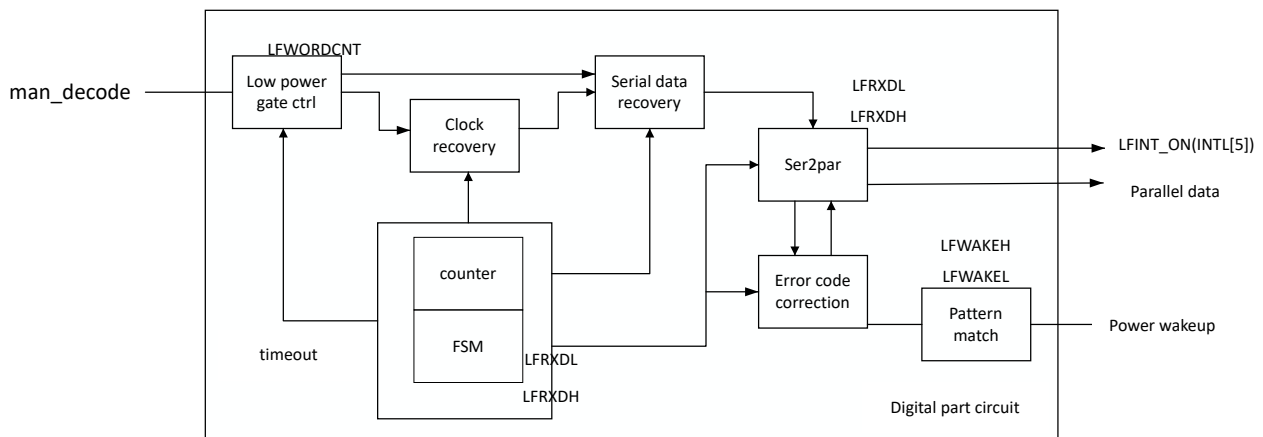 LFWORDCNT
man_decode
Low power
gate ctrl
Serial data
recovery
Clock
recovery
LFRXDL
LFRXDH
Ser2par
LFINT_ON(INTL[5])
Parallel data
counter
FSM
timeout
LFRXDL
LFRXDH
Error code
correction
LFWAKEH
LFWAKEL
Pattern
match
Power wakeup
Digital part circuit